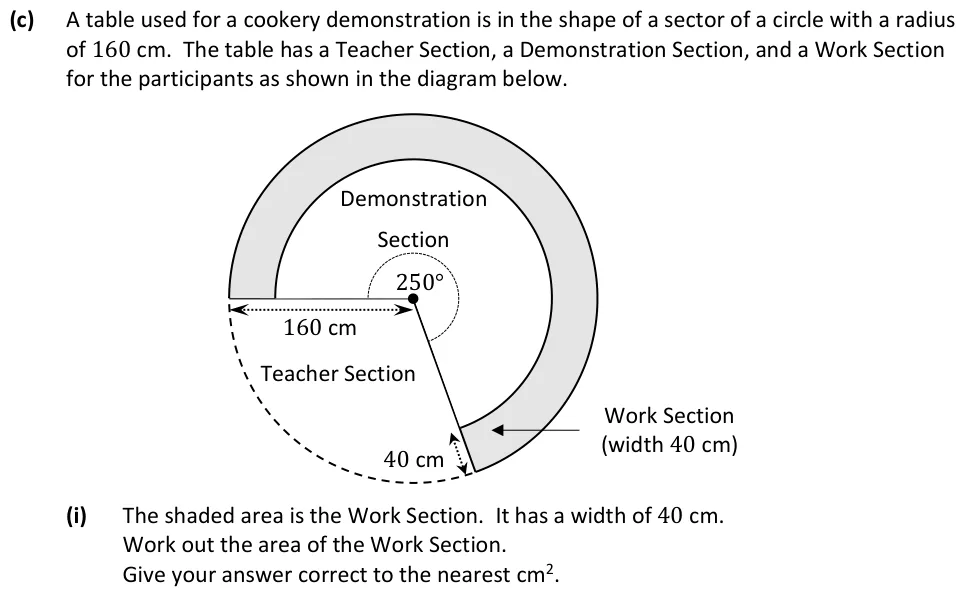 (c) A table used for a cookery demonstration is in the shape of a sector of a circle with a radius
of 160 cm. The table has a Teacher Section, a Demonstration Section, and a Work Section
for the participants as shown in the diagram below.
Demonstration
Section
250°
160 cm
Teacher Section
Work Section
(width 40 cm)
40 cm
(i) The shaded area is the Work Section. It has a width of 40 cm.
Work out the area of the Work Section.
Give your answer correct to the nearest cm².